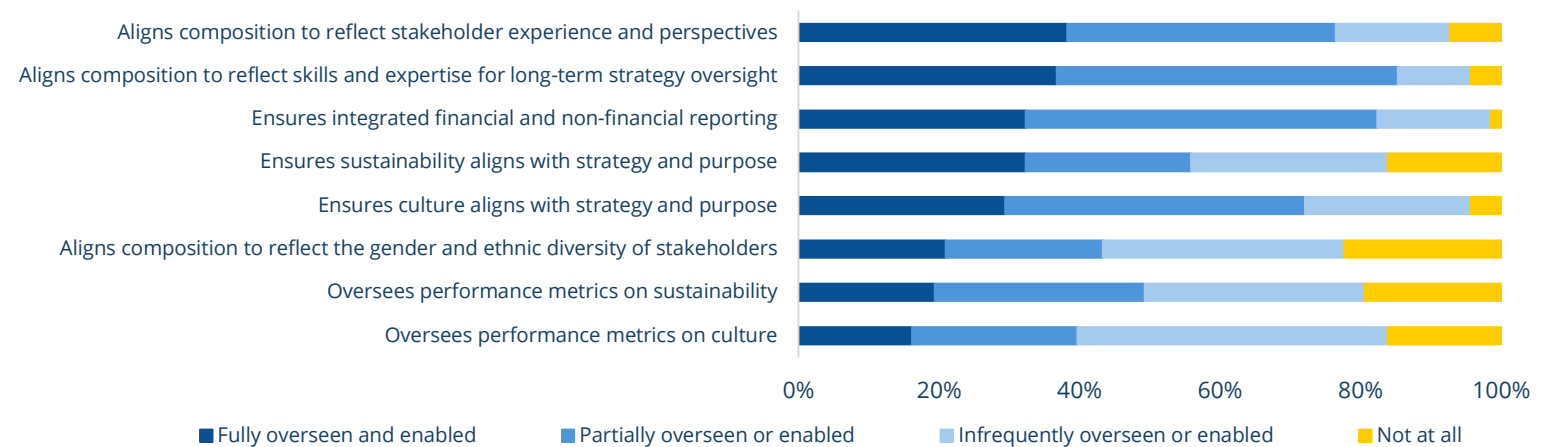 Aligns composition to reflect stakeholder experience and perspectives
Aligns composition to reflect skills and expertise for long-term strategy oversight
Ensures integrated financial and non-financial reporting
Ensures sustainability aligns with strategy and purpose
Ensures culture aligns with strategy and purpose
Aligns composition to reflect the gender and ethnic diversity of stakeholders
Oversees performance metrics on sustainability
Oversees performance metrics on culture
0% 20% 40% 60% 80% 100%
Fully overseen and enabled Partially overseen or enabled Infrequently overseen or enabled Not at all